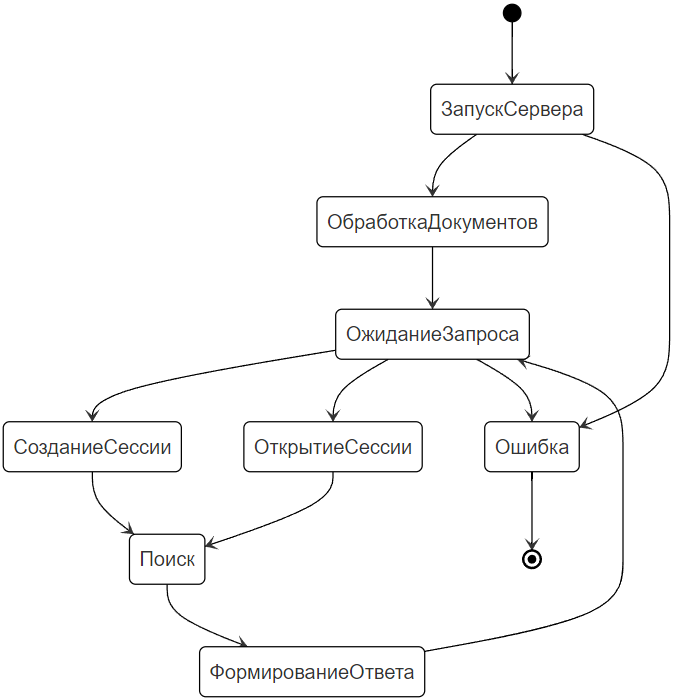 ЗапускСервера
ОбработкаДокументов
ОжиданиеЗапроса
СозданиеСессии
ОткрытиеСессии
Ошибка
Поиск
ФормированиеОтвета